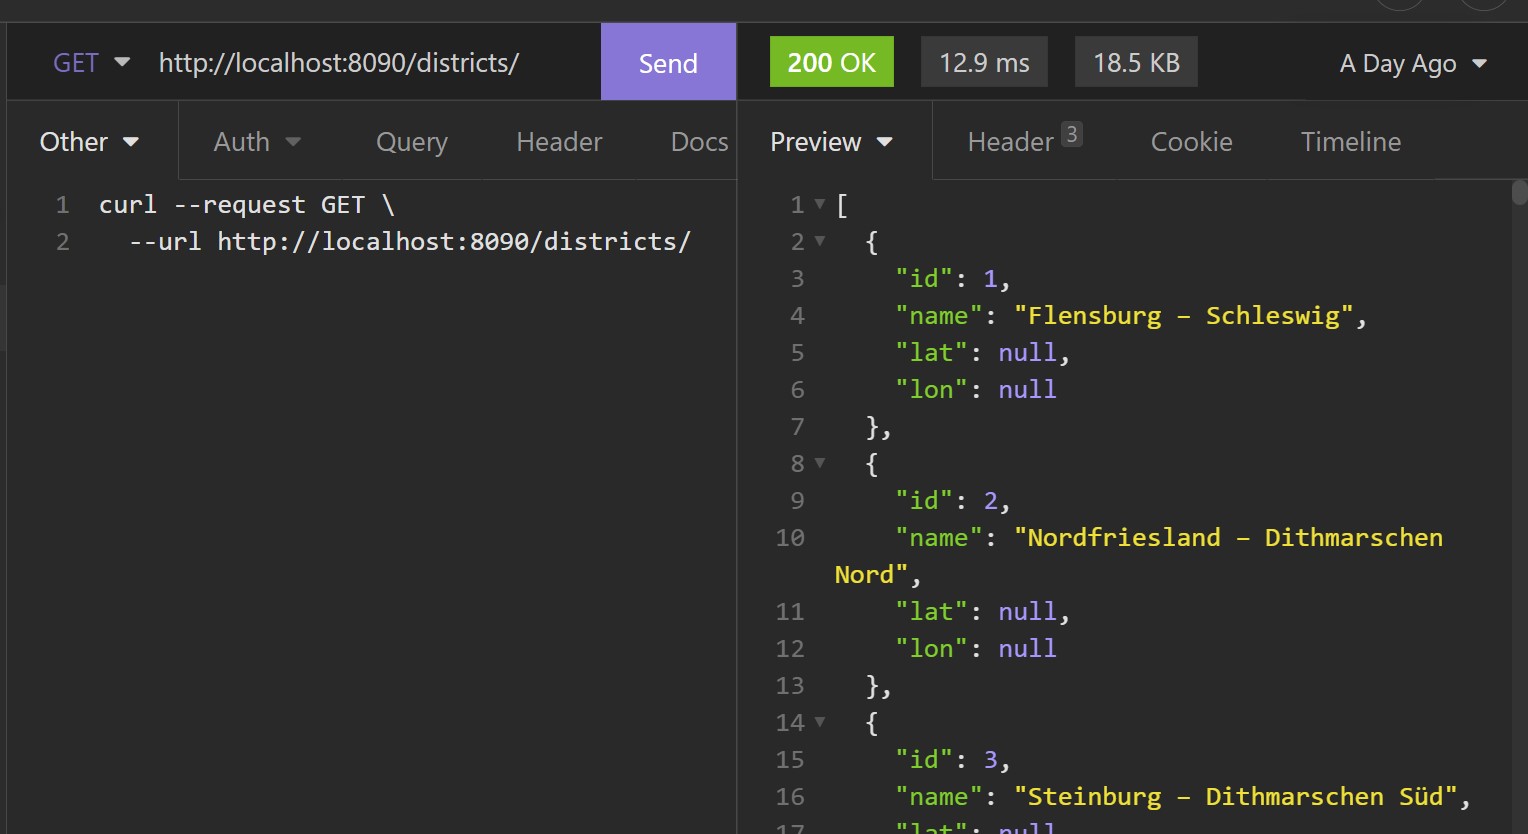 GET http://localhost:8090/districts/ Send 200 OK 12.9 ms 18.5 KB A Day Ago
Other Auth Query Header Docs Preview Header 3 Cookie Timeline
1 curl --request GET \
2 --url http://localhost:8090/districts/
1 [
2 {
3 "id": 1,
4 "name": "Flensburg – Schleswig",
5 "lat": null,
6 "lon": null
7 },
8 {
9 "id": 2,
10 "name": "Nordfriesland – Dithmarschen
Nord",
11 "lat": null,
12 "lon": null
13 },
14 {
15 "id": 3,
16 "name": "Steinburg – Dithmarschen Süd",
17 "lat": null